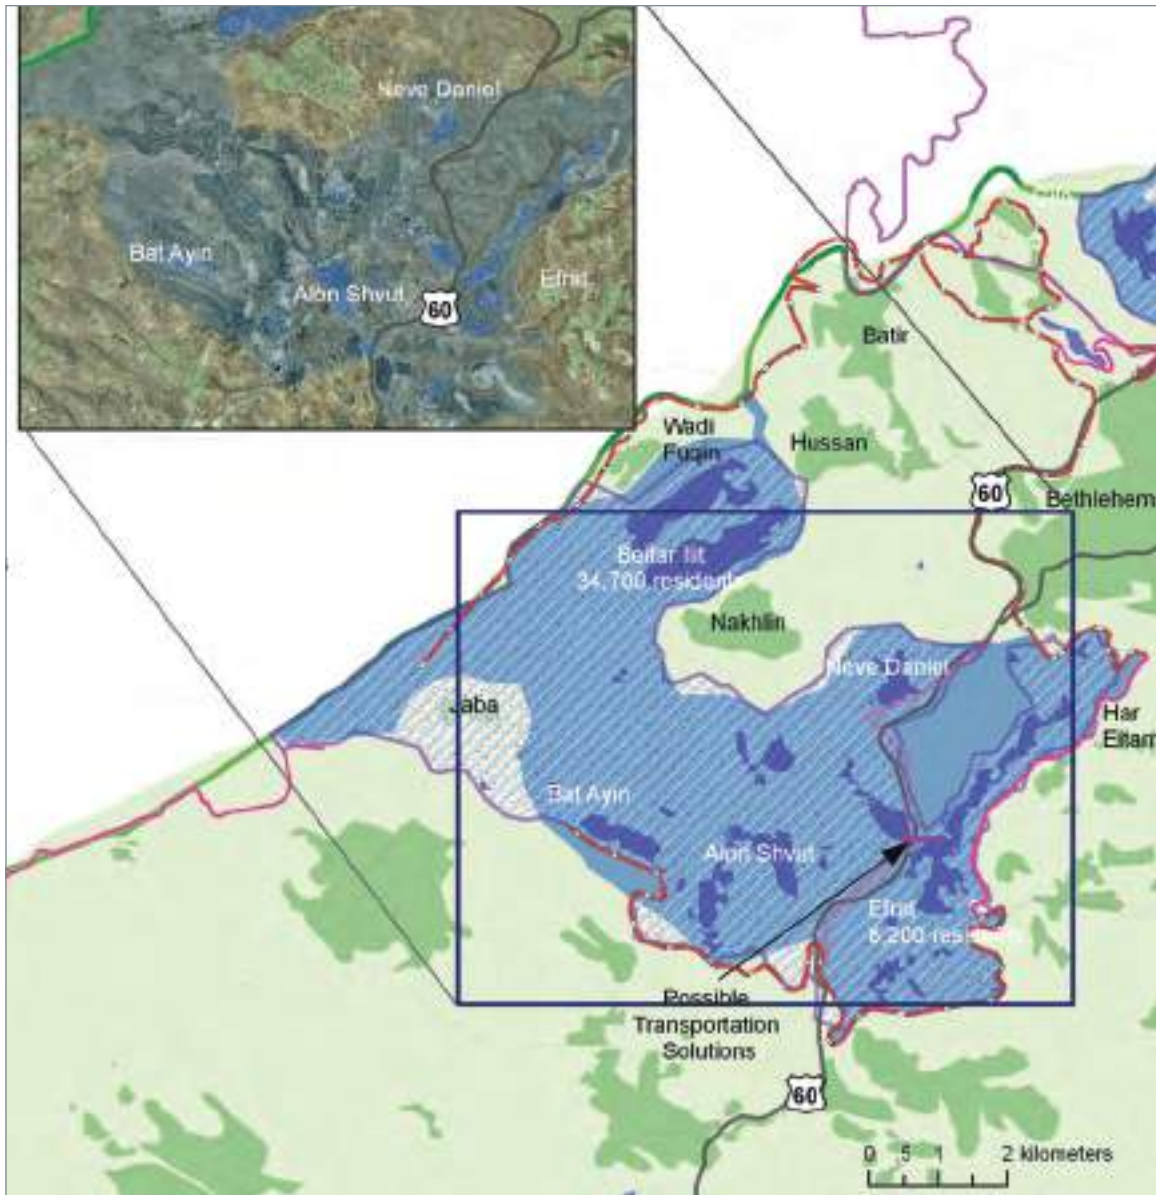 Neve Daniel
Bat Ayin
Alon Shvut
Efrat
60
Batir
Wadi
Fuqin
Hussan
60
Bethlehem
Beitar Ilit
34,700 residents
Nakhlin
Neve Daniel
Jaba
Har
Eitam
Bat Ayin
Alon Shvut
Efrat
Possible
Transportation
Solutions
60
0 .5 1 2 kilometers